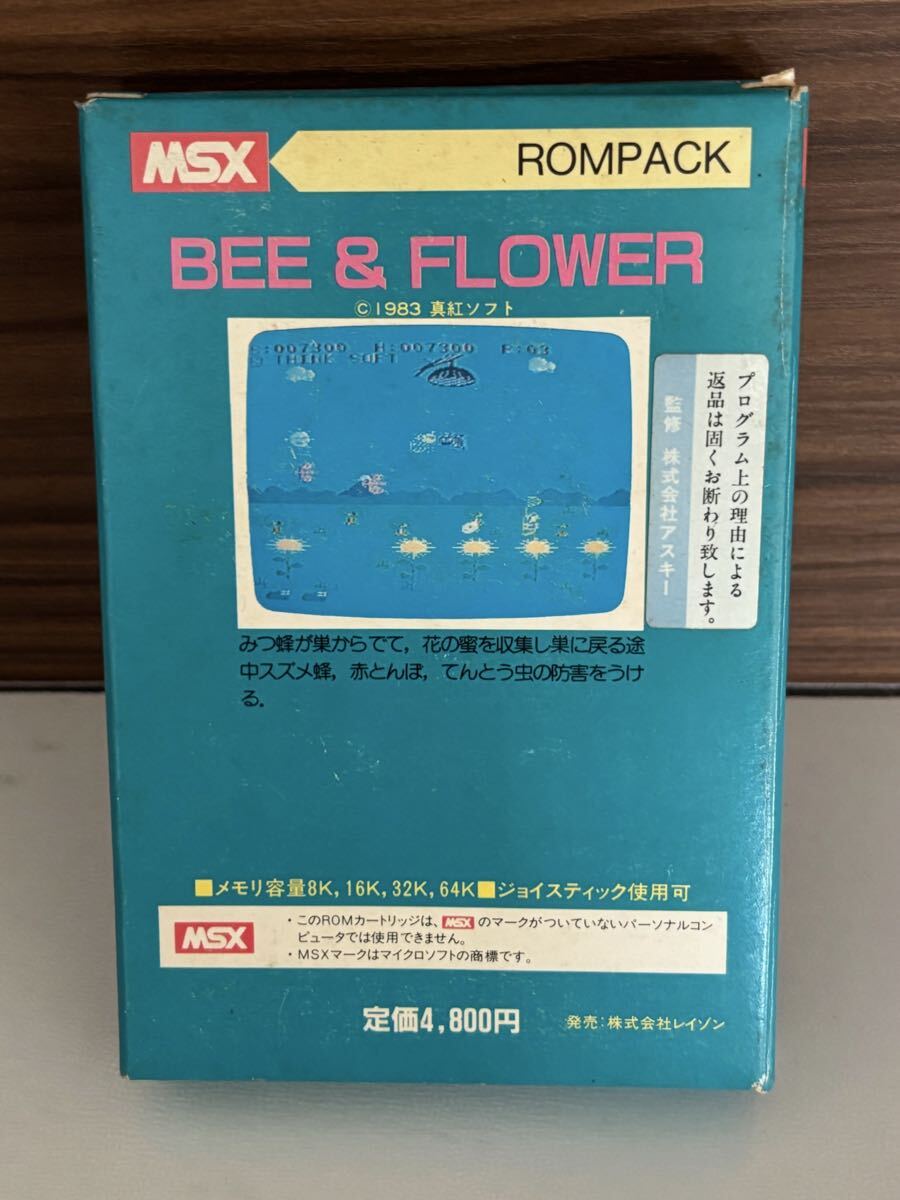 MSX
ROMPACK
BEE & FLOWER
©1983 真紅ソフト
:007300 H:007300 F:03
THINK SOFT
プログラム上の理由による
返品は固くお断わり致します。
監修 株式会社アスキー
みつ蜂が巣からでて，花の蜜を収集し巣に戻る途
中スズメ蜂，赤とんぼ，てんとう虫の防害をうけ
る．
■メモリ容量8K, 16K, 32K, 64K■ジョイスティック使用可
MSX
・このROMカートリッジは、MSXのマークがついていないパーソナルコン
ピュータでは使用できません。
・MSXマークはマイクロソフトの商標です。
定価4,800円
発売：株式会社レイソン